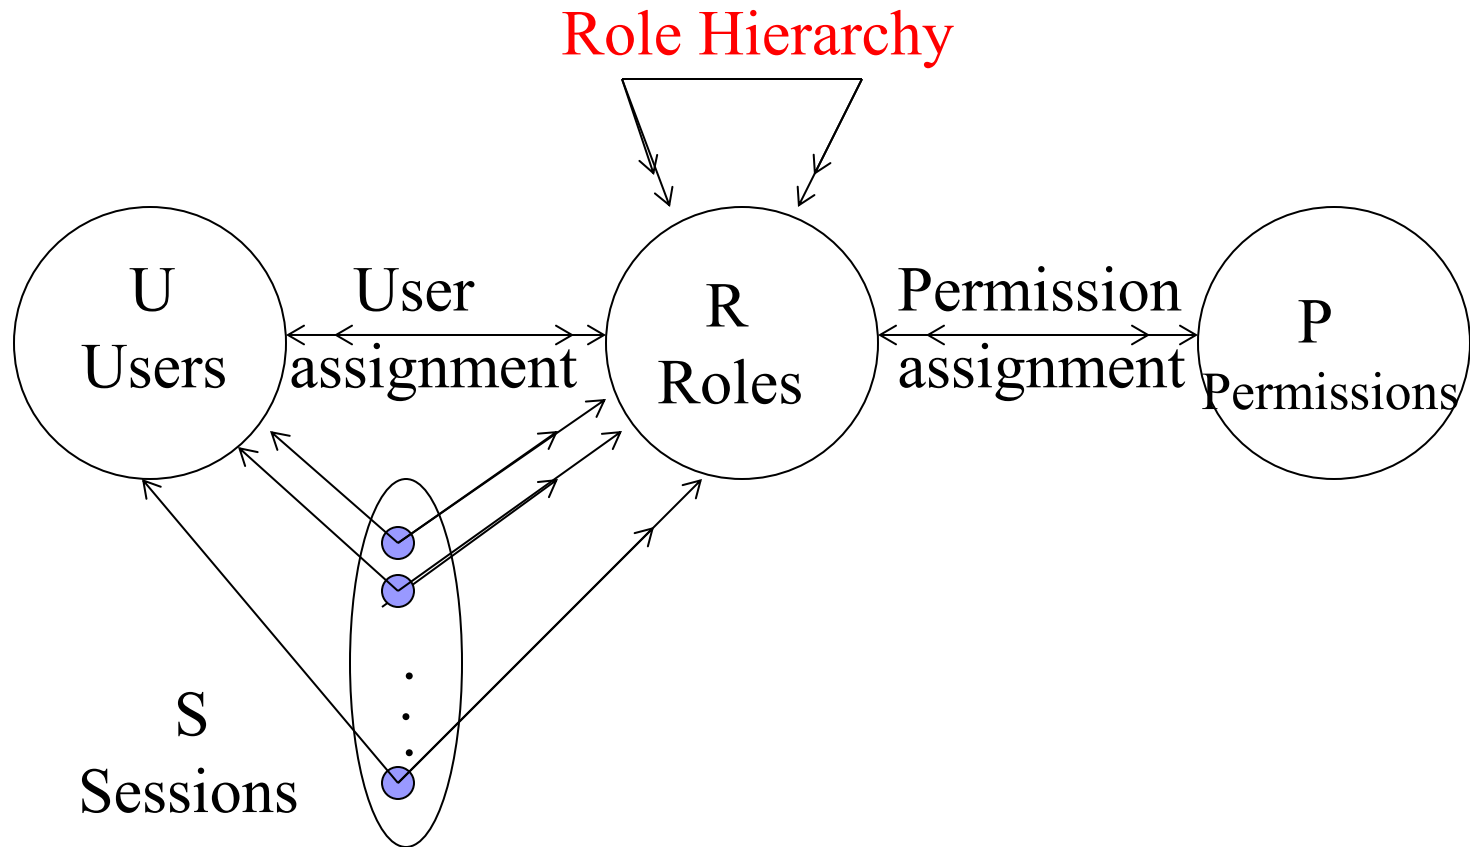 Role Hierarchy
U
Users
User
assignment
R
Roles
Permission
assignment
P
Permissions
S
Sessions